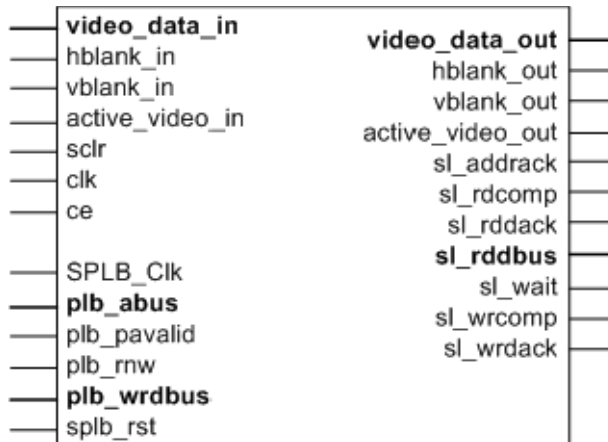 video_data_in
hblank_in
vblank_in
active_video_in
sclr
clk
ce
SPLB_Clk
plb_abus
plb_pavalid
plb_rnw
plb_wrdbus
splb_rst
video_data_out
hblank_out
vblank_out
active_video_out
sl_addrack
sl_rdcomp
sl_rddack
sl_rddbus
sl_wait
sl_wrcomp
sl_wrdack